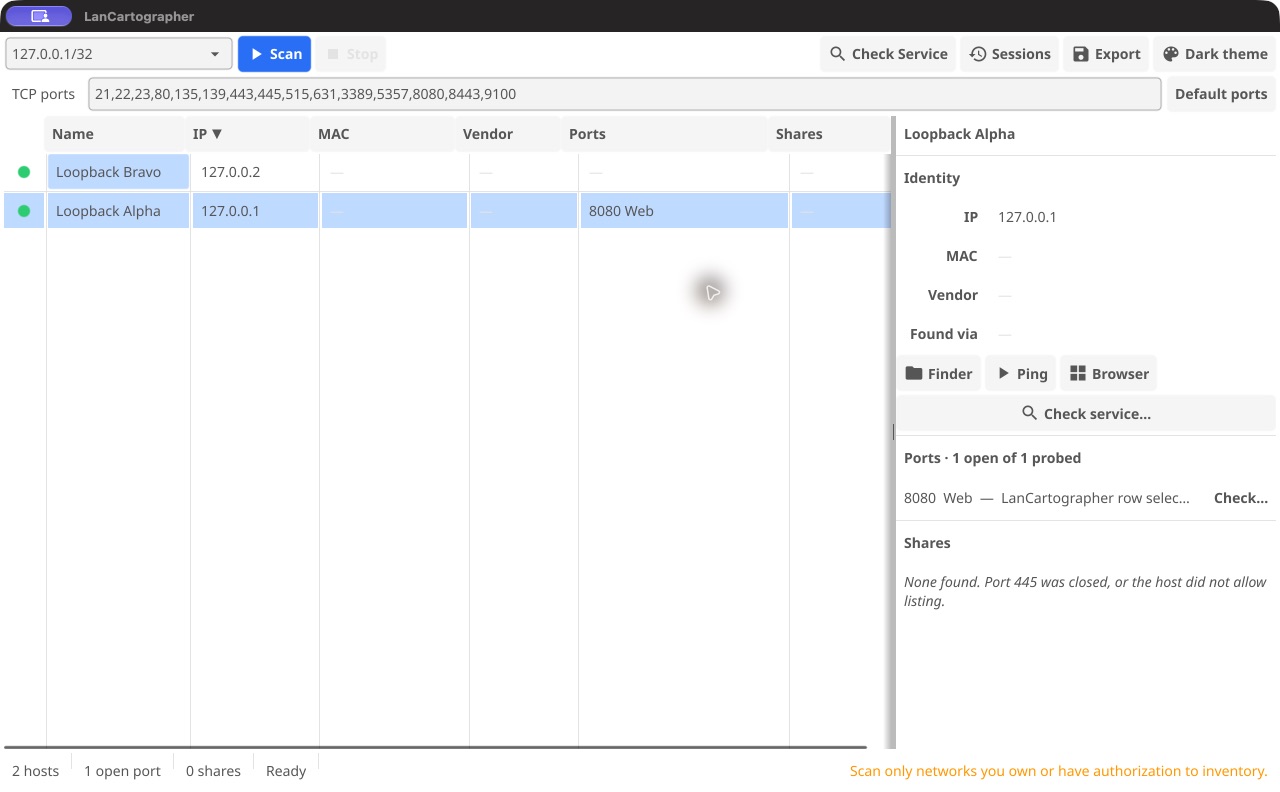 LanCartographer
127.0.0.1/32 Scan Stop Check Service Sessions Export Dark theme
TCP ports 21,22,23,80,135,139,443,445,515,631,3389,5357,8080,8443,9100 Default ports
Name IP ▼ MAC Vendor Ports Shares
Loopback Bravo 127.0.0.2 — — — —
Loopback Alpha 127.0.0.1 — — 8080 Web —
Loopback Alpha
Identity
IP 127.0.0.1
MAC —
Vendor —
Found via —
Finder Ping Browser
Check service...
Ports · 1 open of 1 probed
8080 Web — LanCartographer row selec... Check...
Shares
None found. Port 445 was closed, or the host did not allow
listing.
2 hosts 1 open port 0 shares Ready Scan only networks you own or have authorization to inventory.